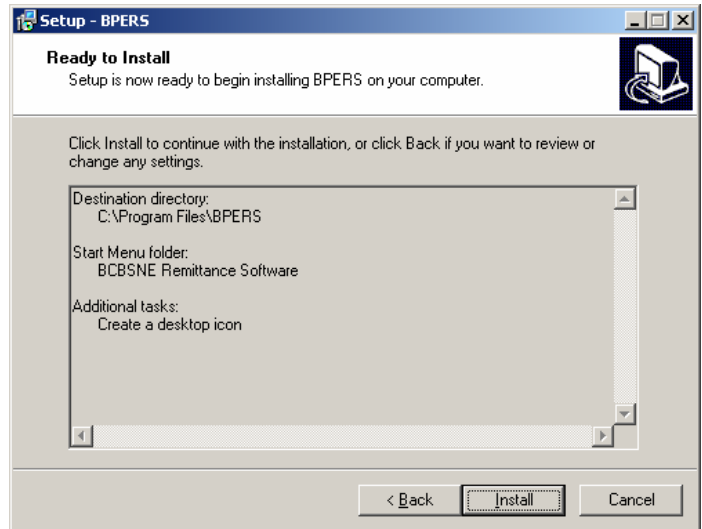 Setup - BPERS
Ready to Install
Setup is now ready to begin installing BPERS on your computer.
Click Install to continue with the installation, or click Back if you want to review or
change any settings.
Destination directory:
C:\Program Files\BPERS
Start Menu folder:
BCBSNE Remittance Software
Additional tasks:
Create a desktop icon
< Back
Install
Cancel